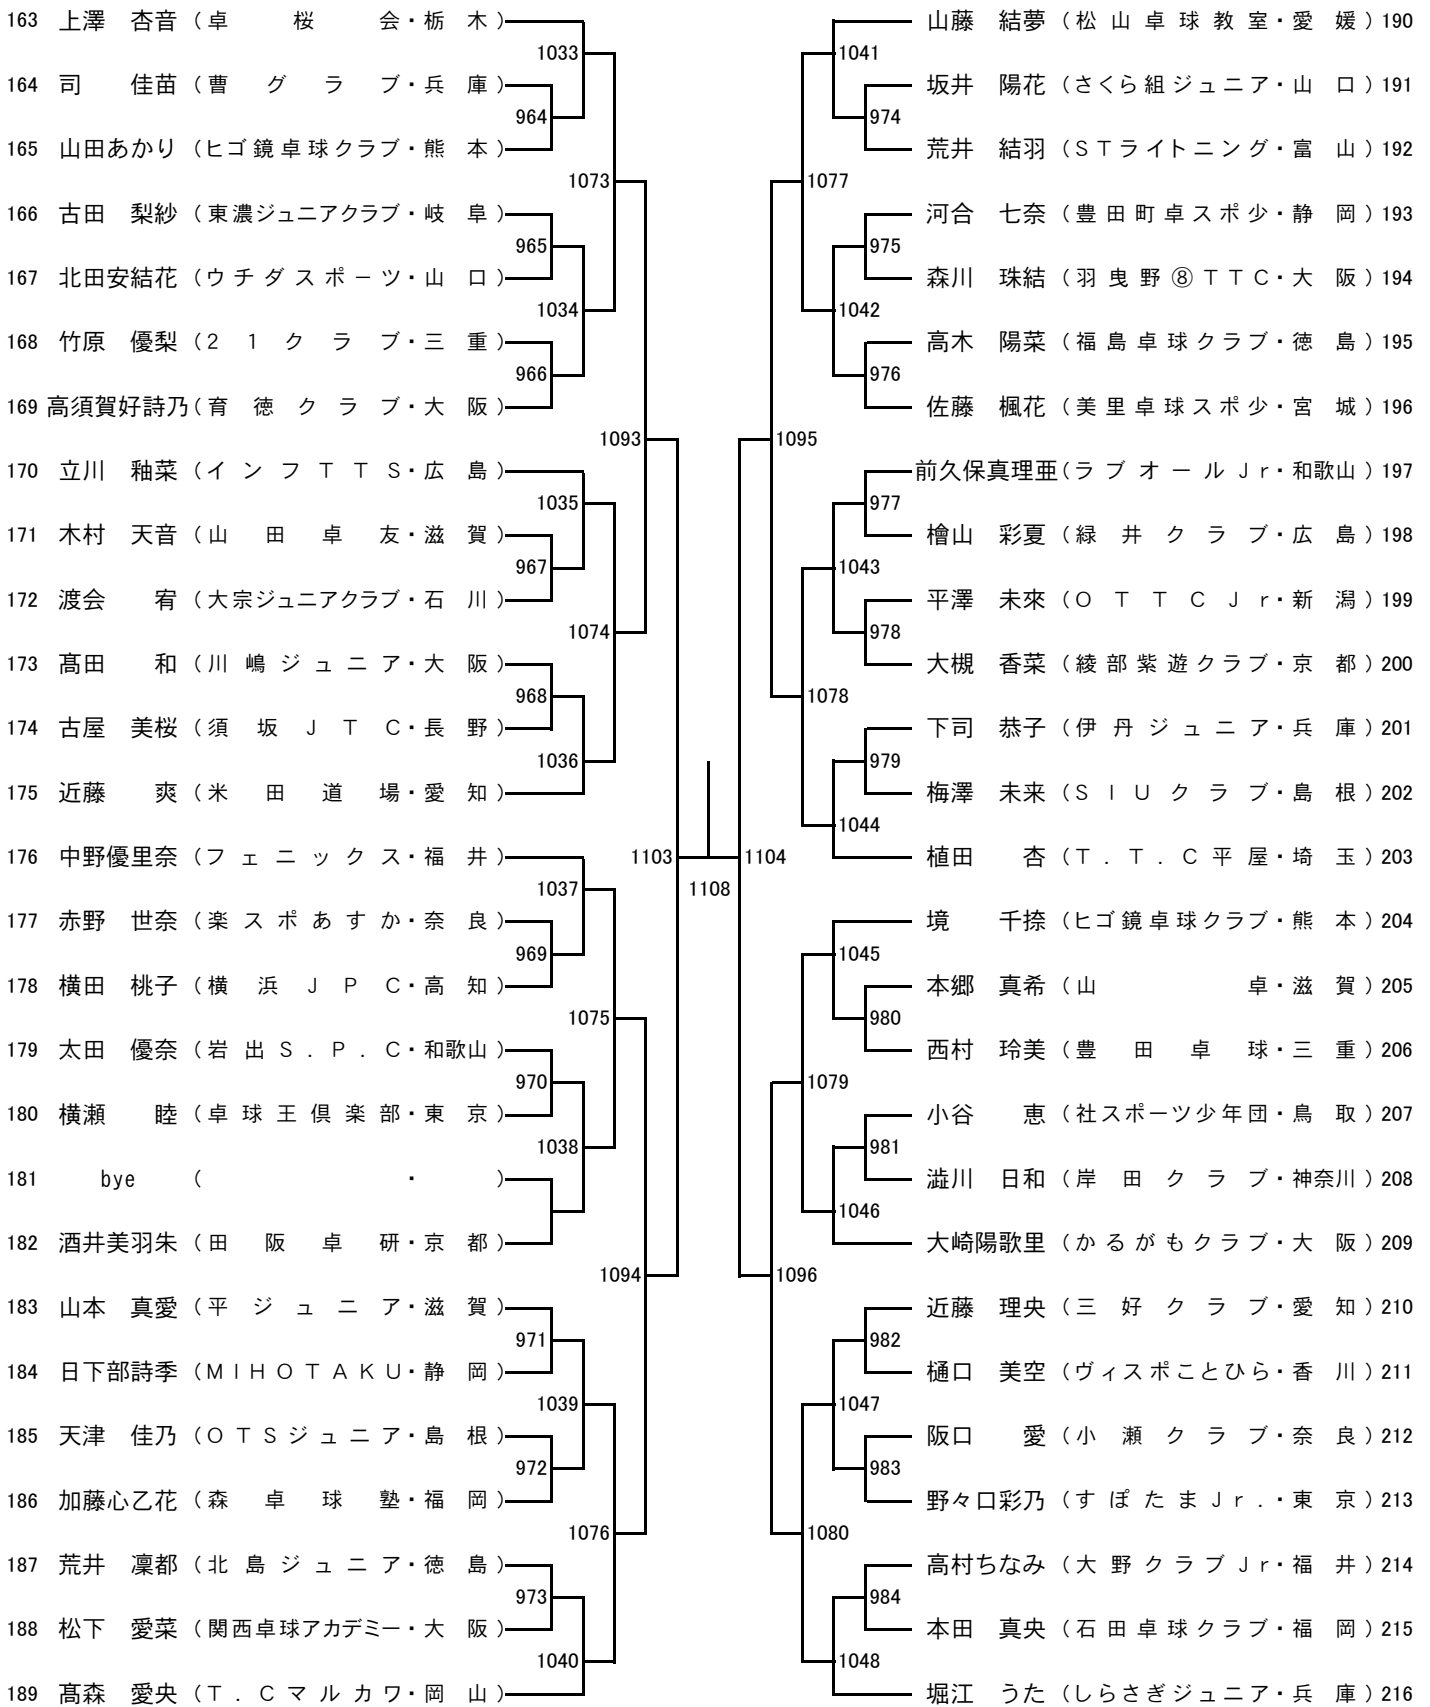 163 上澤 杏音 (卓桜会・栃木)
1033
164 司 佳苗 (曹グラブ・兵庫)
964
165 山田あかり (ヒゴ鏡卓球クラブ・熊本)
1073
166 古田 梨紗 (東濃ジュニアクラブ・岐阜)
965
167 北田安結花 (ウチダスポーツ・山口)
1034
168 竹原 優梨 (21クラブ・三重)
966
169 高須賀好詩乃 (育徳クラブ・大阪)
1093
170 立川 釉菜 (インフTTS・広島)
1035
171 木村 天音 (山田卓友・滋賀)
967
172 渡会 宥 (大宗ジュニアクラブ・石川)
1074
173 髙田 和 (川嶋ジュニア・大阪)
968
174 古屋 美桜 (須坂JTC・長野)
1036
175 近藤 爽 (米田道場・愛知)
176 中野優里奈 (フェニックス・福井)
1103
1037
177 赤野 世奈 (楽スポあすか・奈良)
969
178 横田 桃子 (横浜JPC・高知)
1075
179 太田 優奈 (岩出S.P.C・和歌山)
970
180 横瀬 睦 (卓球王倶楽部・東京)
1038
181 bye ( ・ )
182 酒井美羽朱 (田阪卓研・京都)
1094
183 山本 真愛 (平ジュニア・滋賀)
971
184 日下部詩季 (MIHOTAKU・静岡)
1039
185 天津 佳乃 (OTSジュニア・島根)
972
186 加藤心乙花 (森卓球塾・福岡)
1076
187 荒井 凜都 (北島ジュニア・徳島)
973
188 松下 愛菜 (関西卓球アカデミー・大阪)
1040
189 髙森 愛央 (T.Cマルカワ・岡山)
1108
山藤 結夢 (松山卓球教室・愛媛) 190
1041
坂井 陽花 (さくら組ジュニア・山口) 191
974
荒井 結羽 (STライトニング・富山) 192
1077
河合 七奈 (豊田町卓スポ少・静岡) 193
975
森川 珠結 (羽曳野⑧TTC・大阪) 194
1042
高木 陽菜 (福島卓球クラブ・徳島) 195
976
佐藤 楓花 (美里卓球スポ少・宮城) 196
1095
前久保真理亜 (ラブオールJr・和歌山) 197
977
檜山 彩夏 (緑井クラブ・広島) 198
1043
平澤 未來 (OTTCJr・新潟) 199
978
大槻 香菜 (綾部紫遊クラブ・京都) 200
1078
下司 恭子 (伊丹ジュニア・兵庫) 201
979
梅澤 未来 (SIUクラブ・島根) 202
1044
植田 杏 (T.T.C平屋・埼玉) 203
1104
境 千捺 (ヒゴ鏡卓球クラブ・熊本) 204
1045
本郷 真希 (山卓・滋賀) 205
980
西村 玲美 (豊田卓球・三重) 206
1079
小谷 恵 (社スポーツ少年団・鳥取) 207
981
澁川 日和 (岸田クラブ・神奈川) 208
1046
大崎陽歌里 (かるがもクラブ・大阪) 209
1096
近藤 理央 (三好クラブ・愛知) 210
982
樋口 美空 (ヴィスポことひら・香川) 211
1047
阪口 愛 (小瀬クラブ・奈良) 212
983
野々口彩乃 (すぽたまJr.・東京) 213
1080
高村ちなみ (大野クラブJr・福井) 214
984
本田 真央 (石田卓球クラブ・福岡) 215
1048
堀江 うた (しらさぎジュニア・兵庫) 216